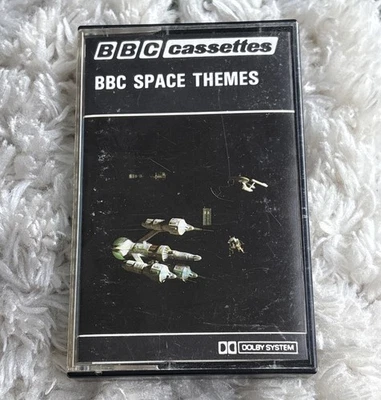 BBC cassettes
BBC SPACE THEMES
DOLBY SYSTEM